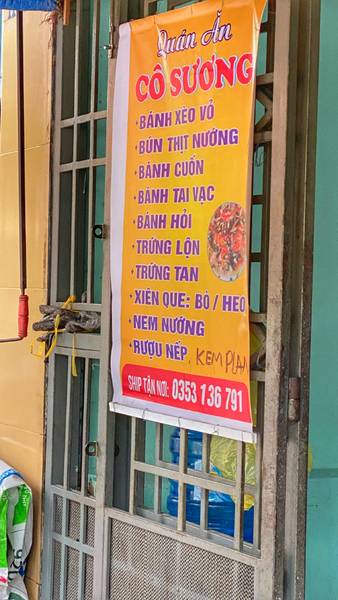 Quán Ăn
CÔ SƯƠNG
• BÁNH XÈO VỎ
• BÚN THỊT NƯỚNG
• BÁNH CUỐN
• BÁNH TAI VẠC
• BÁNH HỎI
• TRỨNG LỘN
• TRỨNG TAN
• XIÊN QUE: BÒ / HEO
• NEM NƯỚNG
• RƯỢU NẾP, KEM PLAN
SHIP TẬN NƠI: 0353 136 791